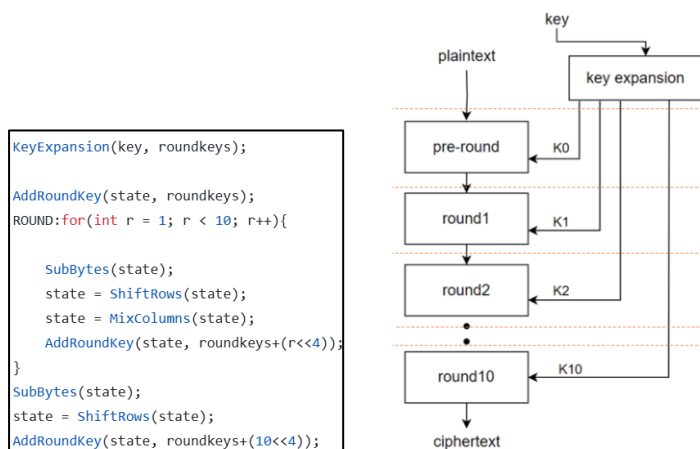 KeyExpansion(key, roundkeys);
AddRoundKey(state, roundkeys);
ROUND:for(int r = 1; r < 10; r++){
SubBytes(state);
state = ShiftRows(state);
state = MixColumns(state);
AddRoundKey(state, roundkeys+(r<<4));
}
SubBytes(state);
state = ShiftRows(state);
AddRoundKey(state, roundkeys+(10<<4));
key
plaintext
key expansion
pre-round
K0
round1
K1
round2
K2
round10
K10
ciphertext